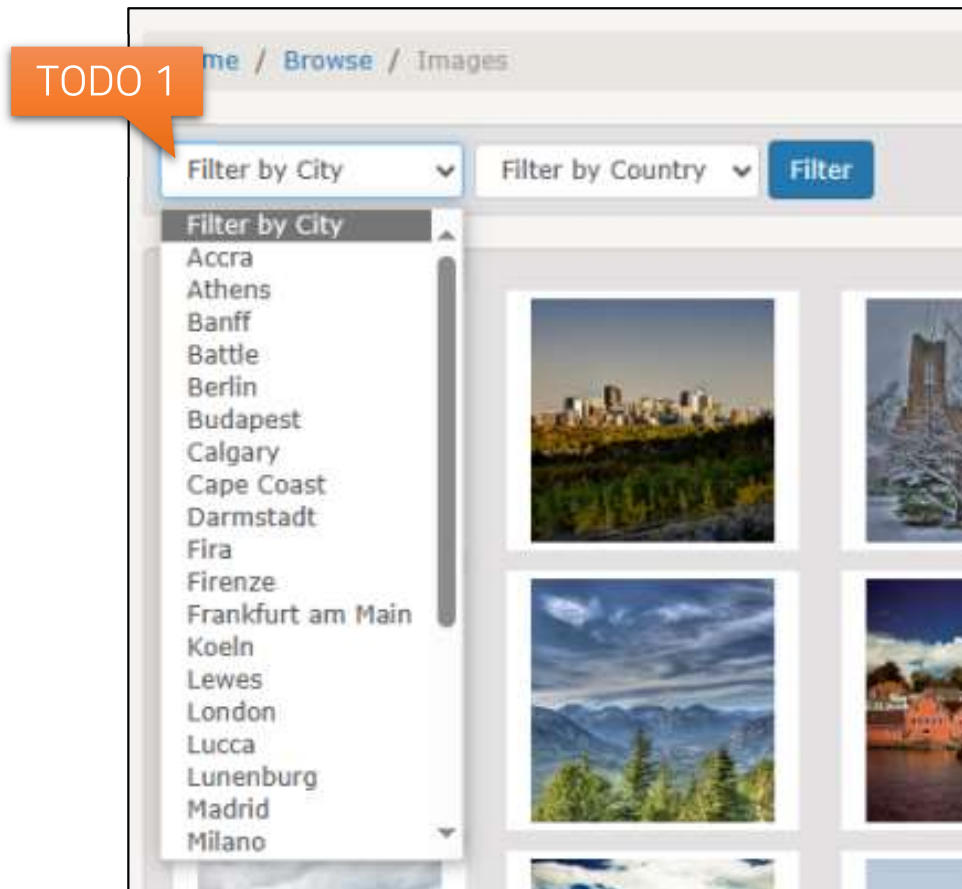 TODO 1
me / Browse / Images
Filter by City
Filter by Country
Filter
Filter by City
Accra
Athens
Banff
Battle
Berlin
Budapest
Calgary
Cape Coast
Darmstadt
Fira
Firenze
Frankfurt am Main
Koeln
Lewes
London
Lucca
Lunenburg
Madrid
Milano